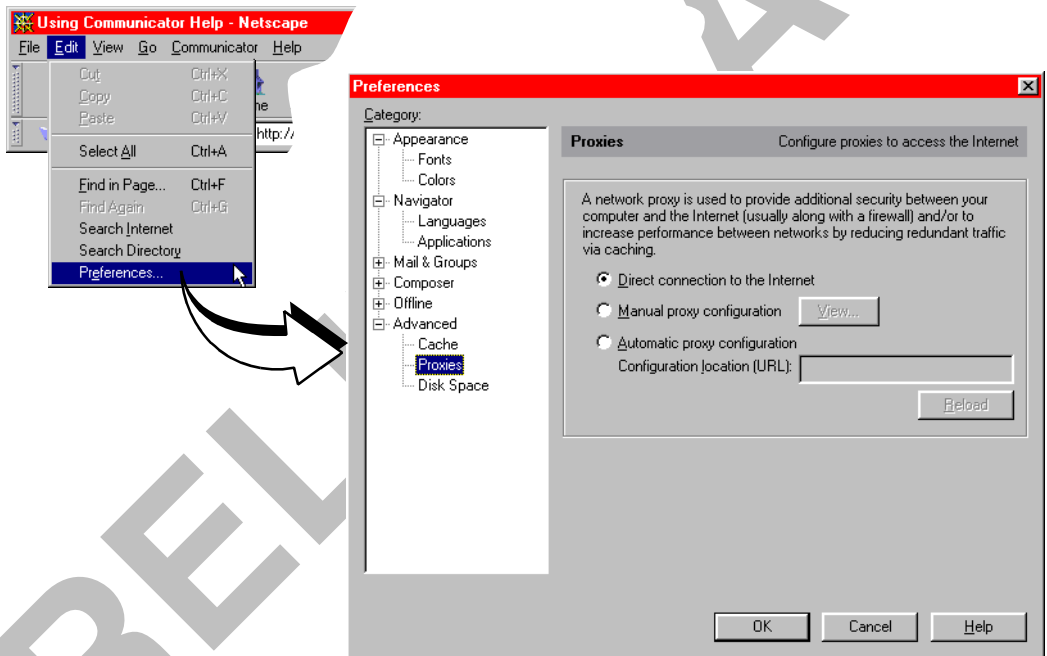 Using Communicator Help - Netscape
File Edit View Go Communicator Help
Cut Ctrl+X
Copy Ctrl+C
Paste Ctrl+V
http:/
Select All Ctrl+A
Find in Page... Ctrl+F
Find Again Ctrl+G
Search Internet
Search Directory
Preferences...
Preferences
Category:
Appearance
Fonts
Colors
Navigator
Languages
Applications
Mail & Groups
Composer
Offline
Advanced
Cache
Proxies
Disk Space
Proxies Configure proxies to access the Internet
A network proxy is used to provide additional security between your
computer and the Internet (usually along with a firewall) and/or to
increase performance between networks by reducing redundant traffic
via caching.
Direct connection to the Internet
Manual proxy configuration View...
Automatic proxy configuration
Configuration location (URL):
Reload
OK Cancel Help